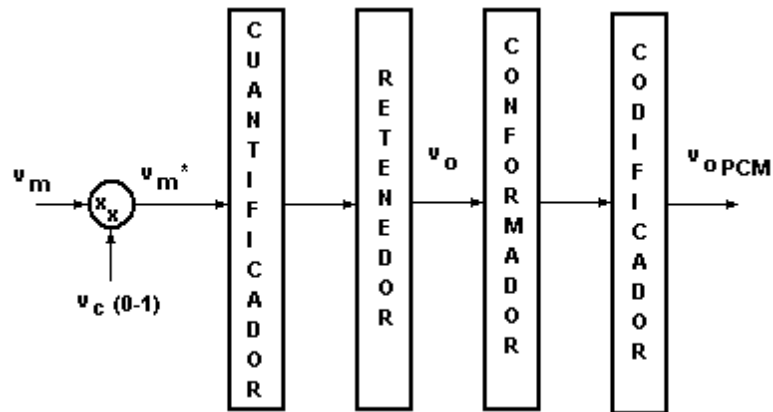 v_m
v_m*
v_c (0-1)
CUANTIFICADOR
RETENEDOR
v_o
CONFORMADOR
CODIFICADOR
v_o PCM